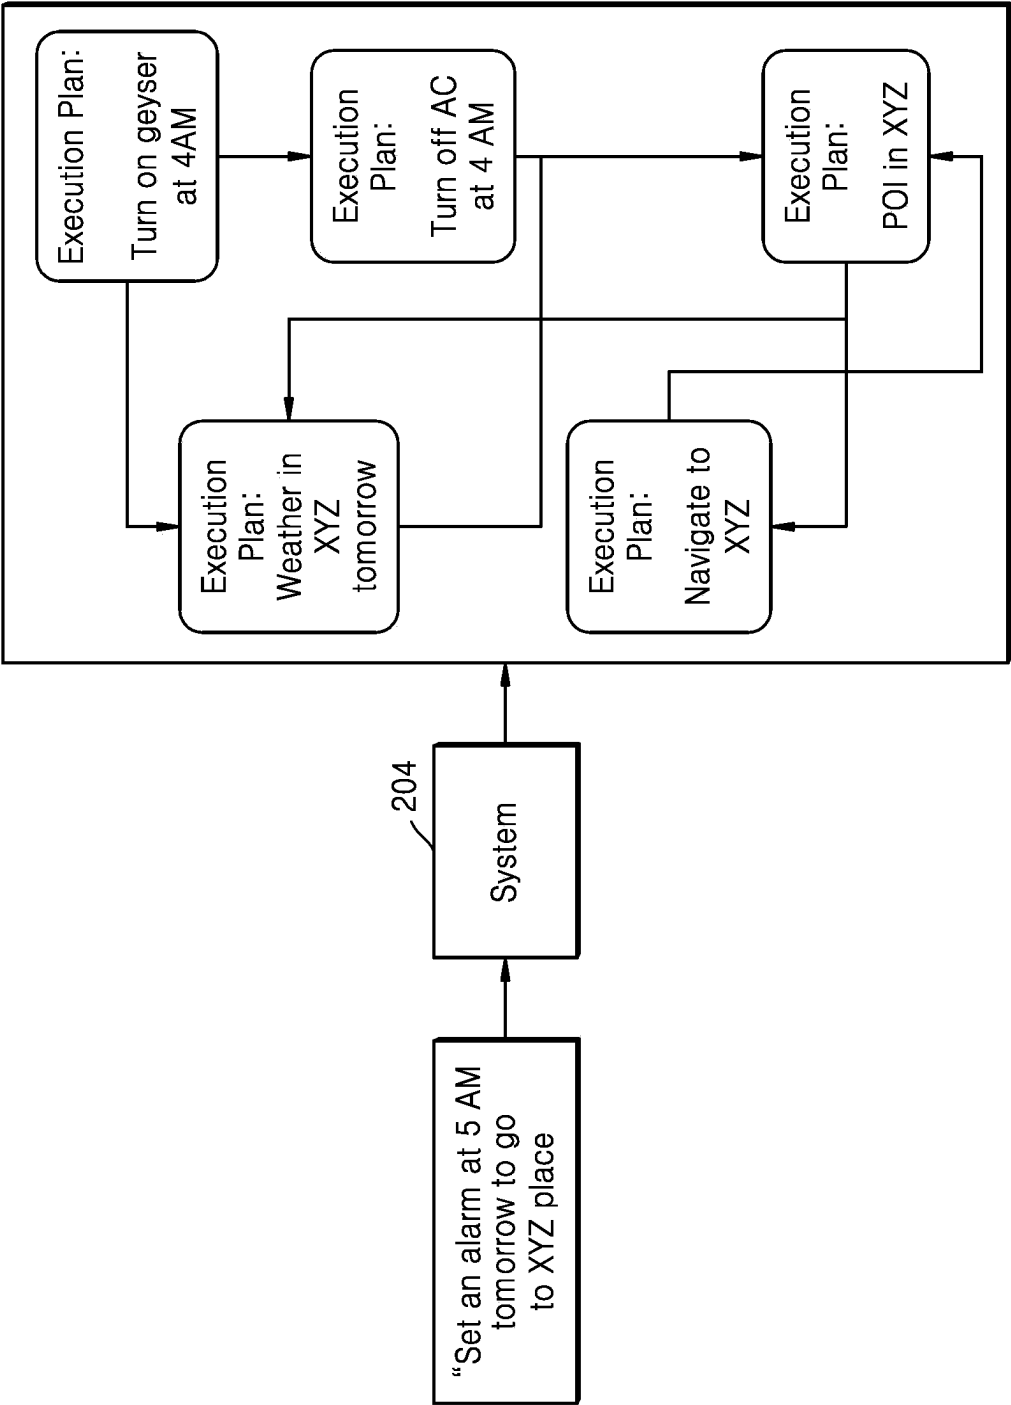 “Set an alarm at 5 AM
tomorrow to go
to XYZ place
204
System
Execution Plan:
Turn on geyser
at 4AM
Execution
Plan:
Weather in
XYZ
tomorrow
Execution
Plan:
Turn off AC
at 4 AM
Execution
Plan:
Navigate to
XYZ
Execution
Plan:
POI in XYZ